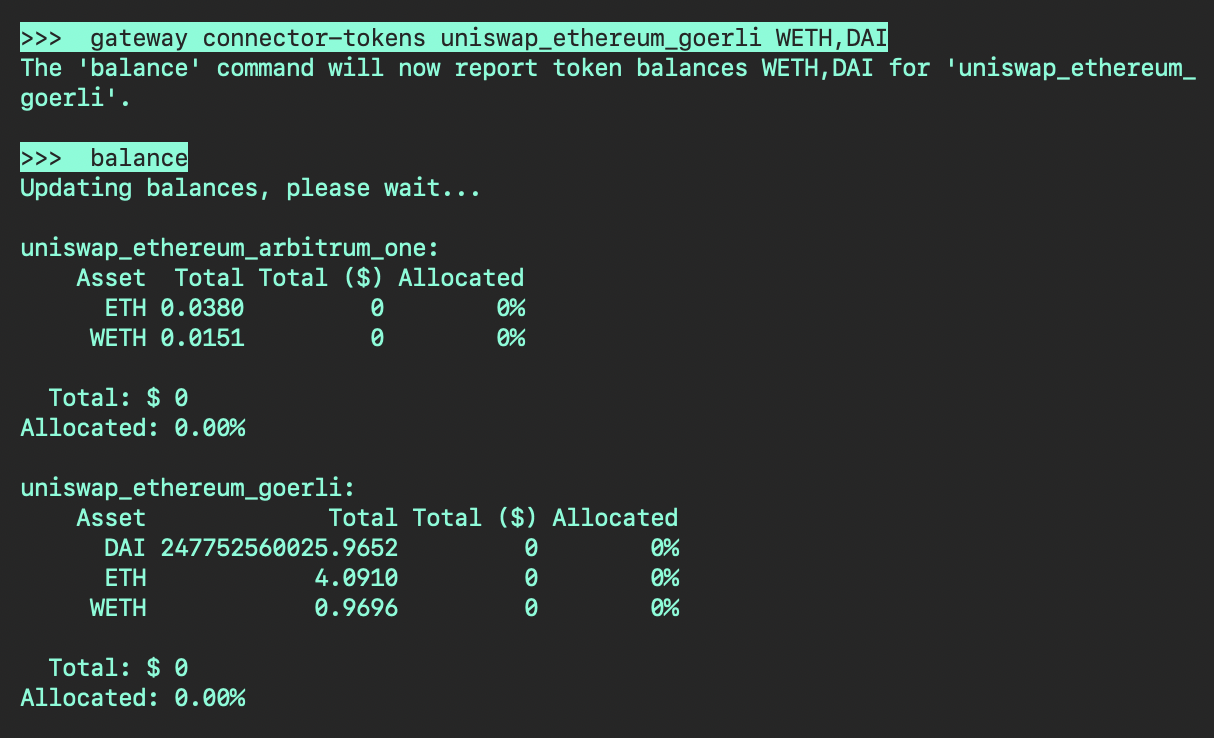 >>>  gateway connector-tokens uniswap_ethereum_goerli WETH,DAI
The 'balance' command will now report token balances WETH,DAI for 'uniswap_ethereum_
goerli'.

>>>  balance
Updating balances, please wait...

uniswap_ethereum_arbitrum_one:
    Asset  Total Total ($) Allocated
      ETH 0.0380         0        0%
     WETH 0.0151         0        0%

  Total: $ 0
Allocated: 0.00%

uniswap_ethereum_goerli:
    Asset             Total Total ($) Allocated
      DAI 247752560025.9652         0        0%
      ETH            4.0910         0        0%
     WETH            0.9696         0        0%

  Total: $ 0
Allocated: 0.00%